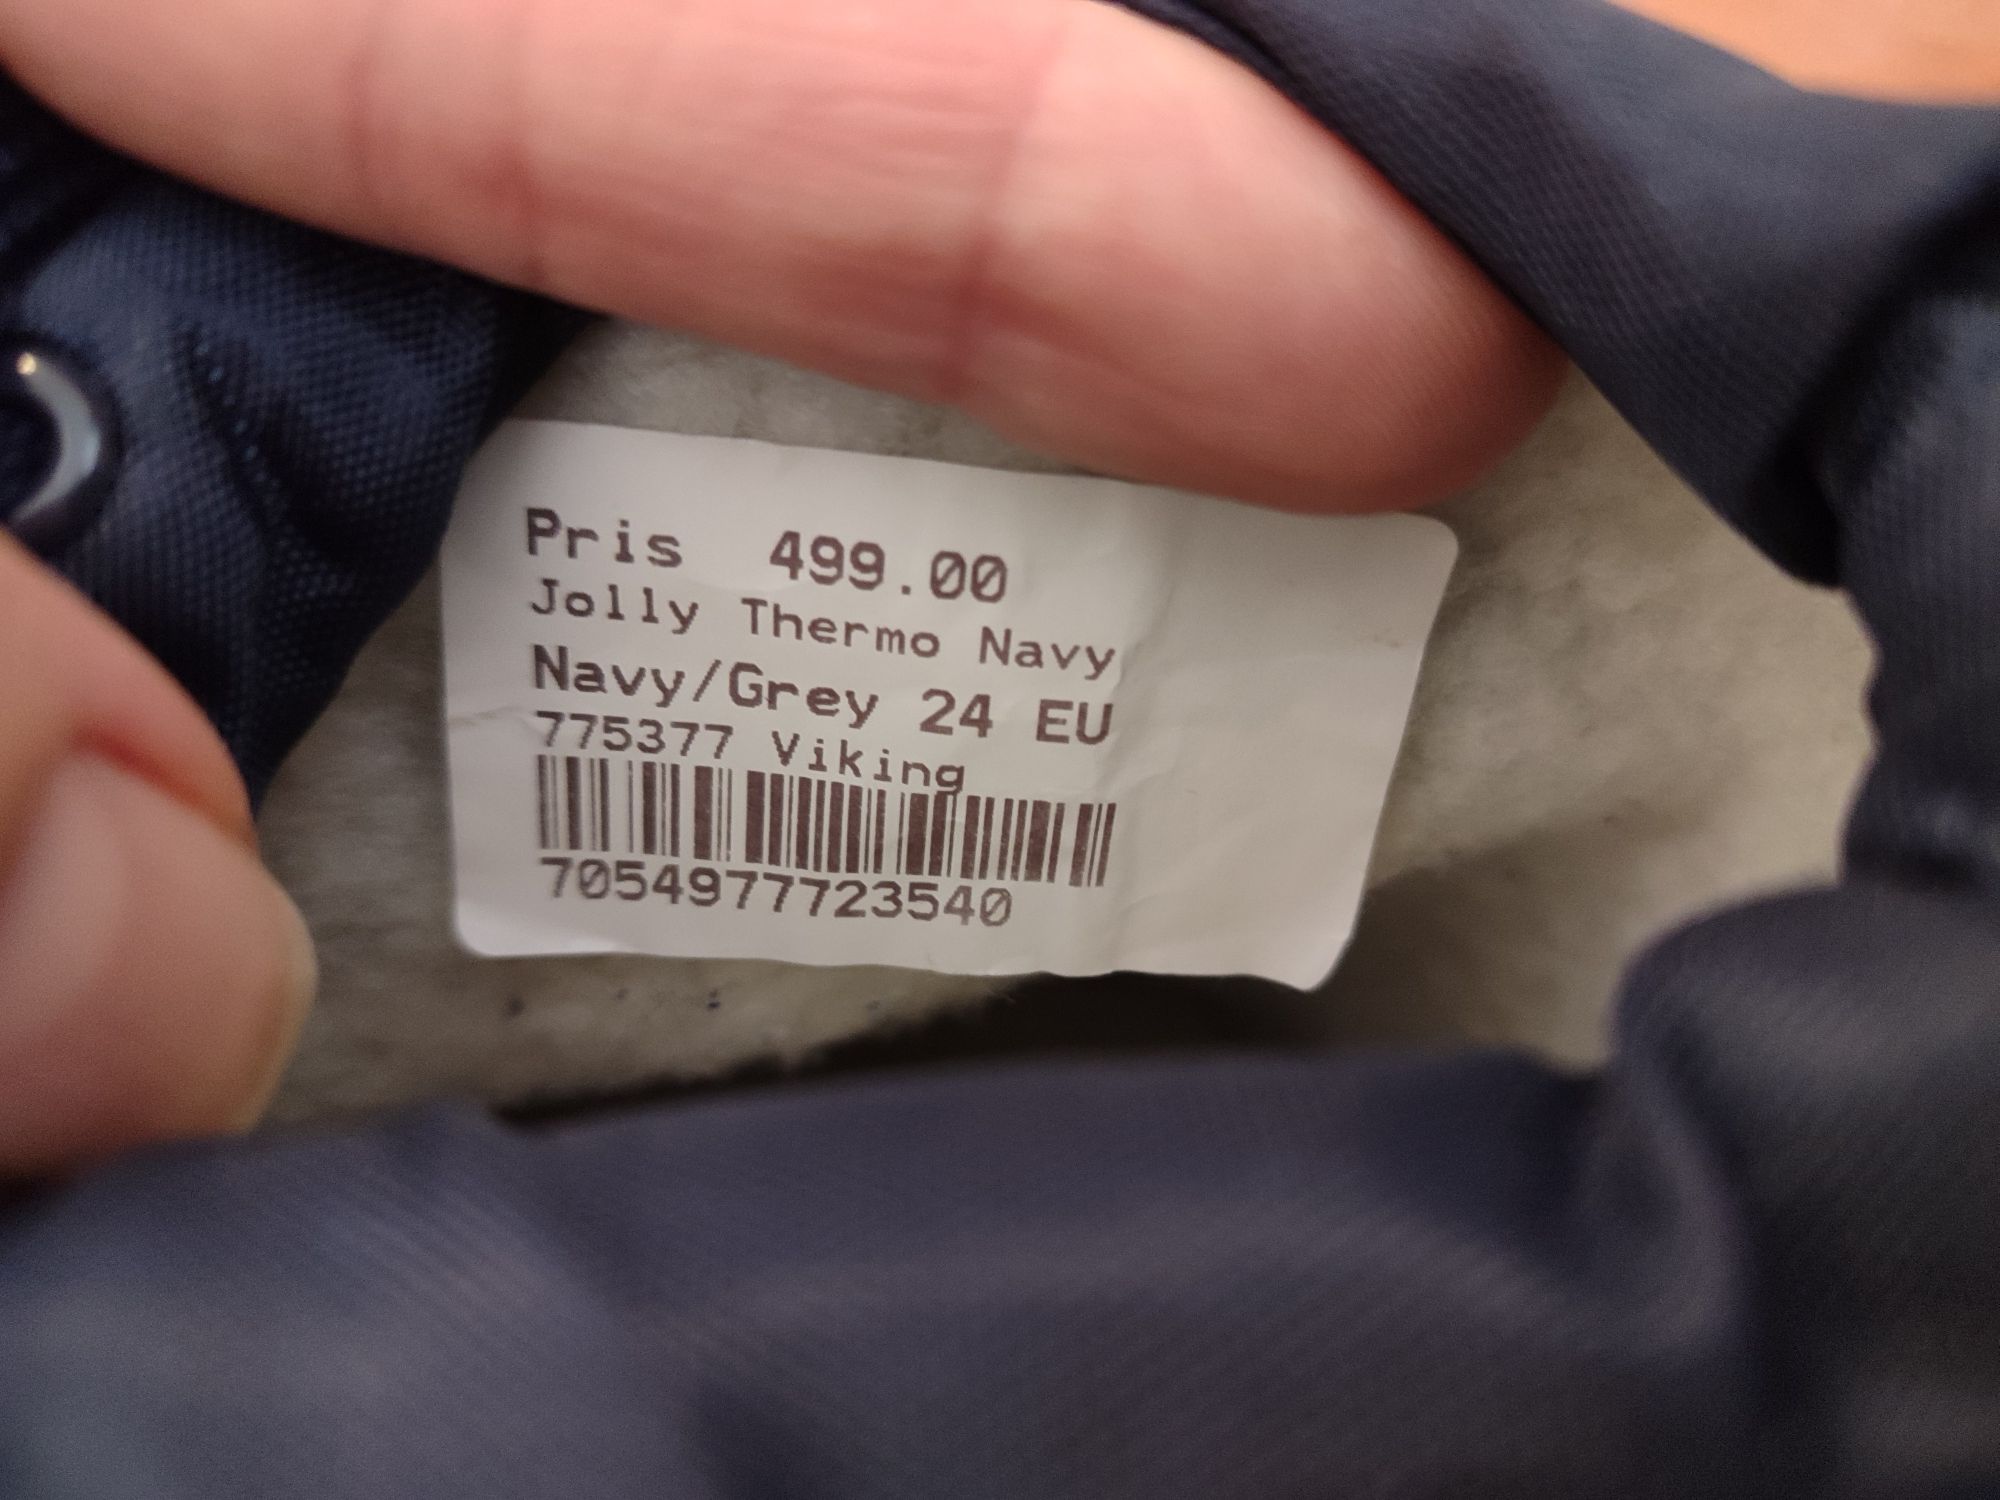 Pris 499.00
Jolly Thermo Navy
Navy/Grey 24 EU
775377 Viking
7054977723540